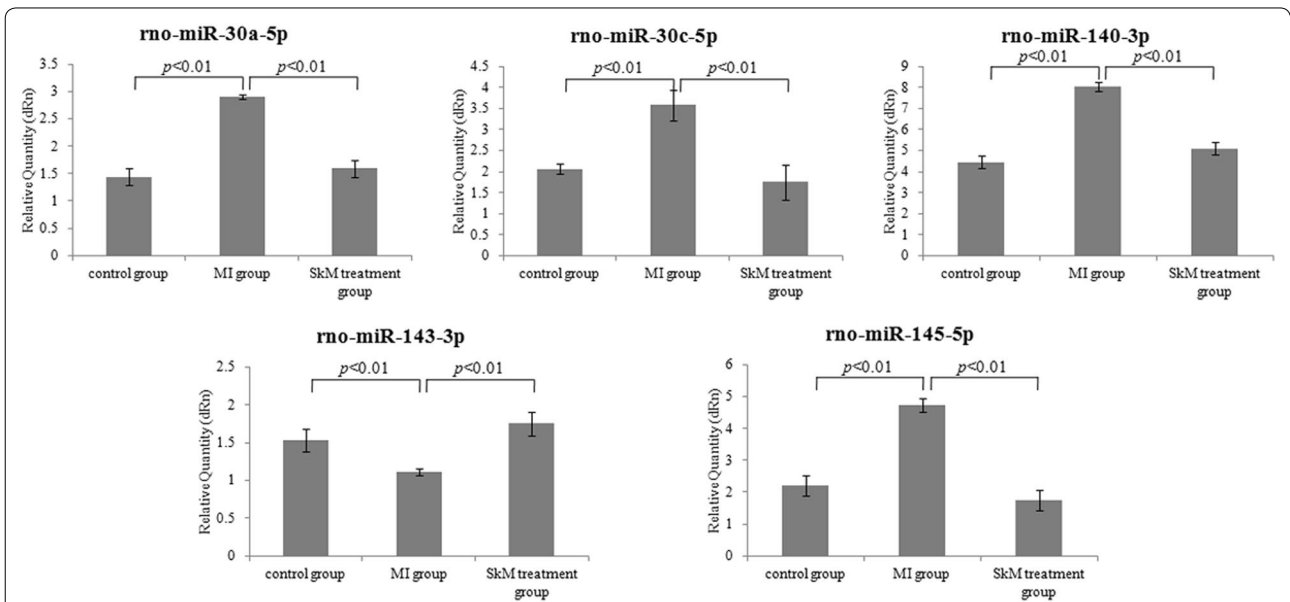 rno-miR-30a-5p
p<0.01 p<0.01
Relative Quantity (dRn)
3.5
3
2.5
2
1.5
1
0.5
0
control group MI group SkM treatment
group
rno-miR-30c-5p
p<0.01 p<0.01
Relative Quantity (dRn)
4.5
4
3.5
3
2.5
2
1.5
1
0.5
0
control group MI group SkM treatment
group
rno-miR-140-3p
p<0.01 p<0.01
Relative Quantity (dRn)
9
8
7
6
5
4
3
2
1
0
control group MI group SkM treatment
group
rno-miR-143-3p
p<0.01 p<0.01
Relative Quantity (dRn)
2.5
2
1.5
1
0.5
0
control group MI group SkM treatment
group
rno-miR-145-5p
p<0.01 p<0.01
Relative Quantity (dRn)
6
5
4
3
2
1
0
control group MI group SkM treatment
group